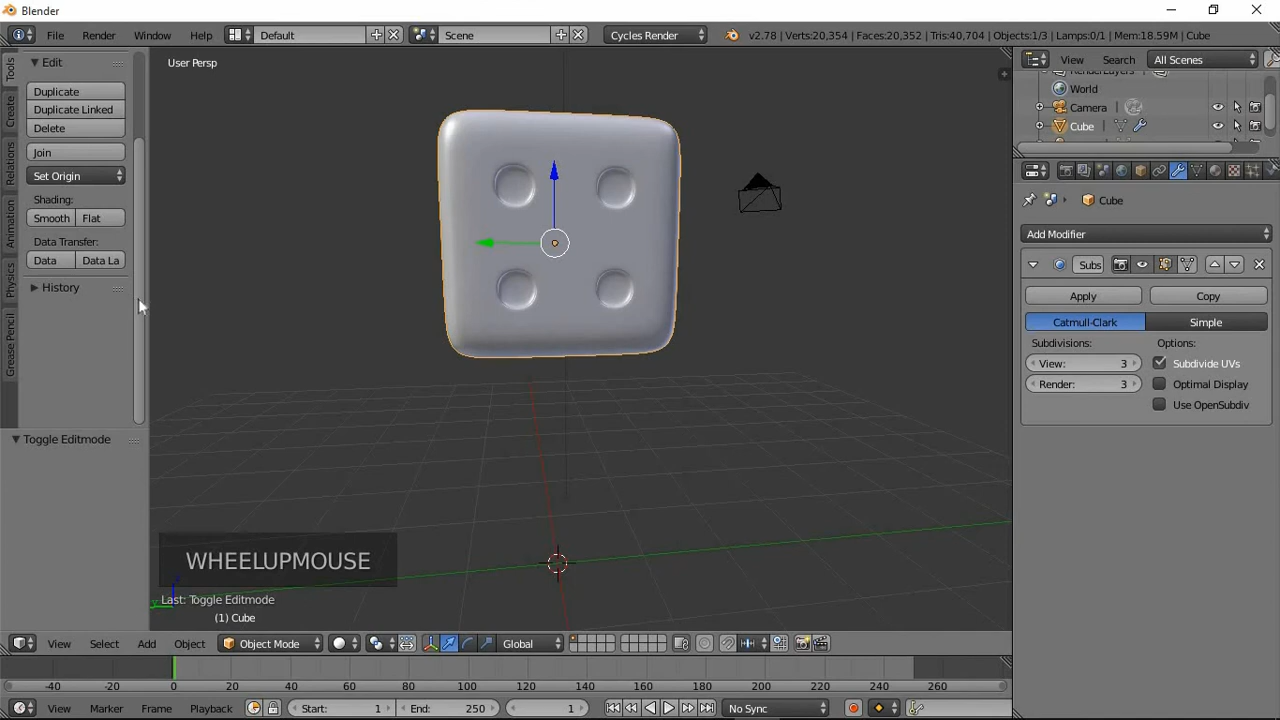 Blender
File Render Window Help Default Scene Cycles Render v2.78 | Verts:20,354 | Faces:20,352 | Tris:40,704 | Objects:1/3 | Lamps:0/1 | Mem:18.59M | Cube
Tools
Create
Relations
Animation
Physics
Grease Pencil
Edit
Duplicate
Duplicate Linked
Delete
Join
Set Origin
Shading:
Smooth Flat
Data Transfer:
Data Data La
History
Toggle Editmode
User Persp
WHEELUPMOUSE
Last: Toggle Editmode
(1) Cube
View Search All Scenes
RenderLayers
World
Camera
Cube
Cube
Add Modifier
Subs
Apply Copy
Catmull-Clark Simple
Subdivisions: Options:
View: 3 Subdivide UVs
Render: 3 Optimal Display
Use OpenSubdiv
View Select Add Object Object Mode Global
-40 -20 0 20 40 60 80 100 120 140 160 180 200 220 240 260
View Marker Frame Playback Start: 1 End: 250 1 No Sync